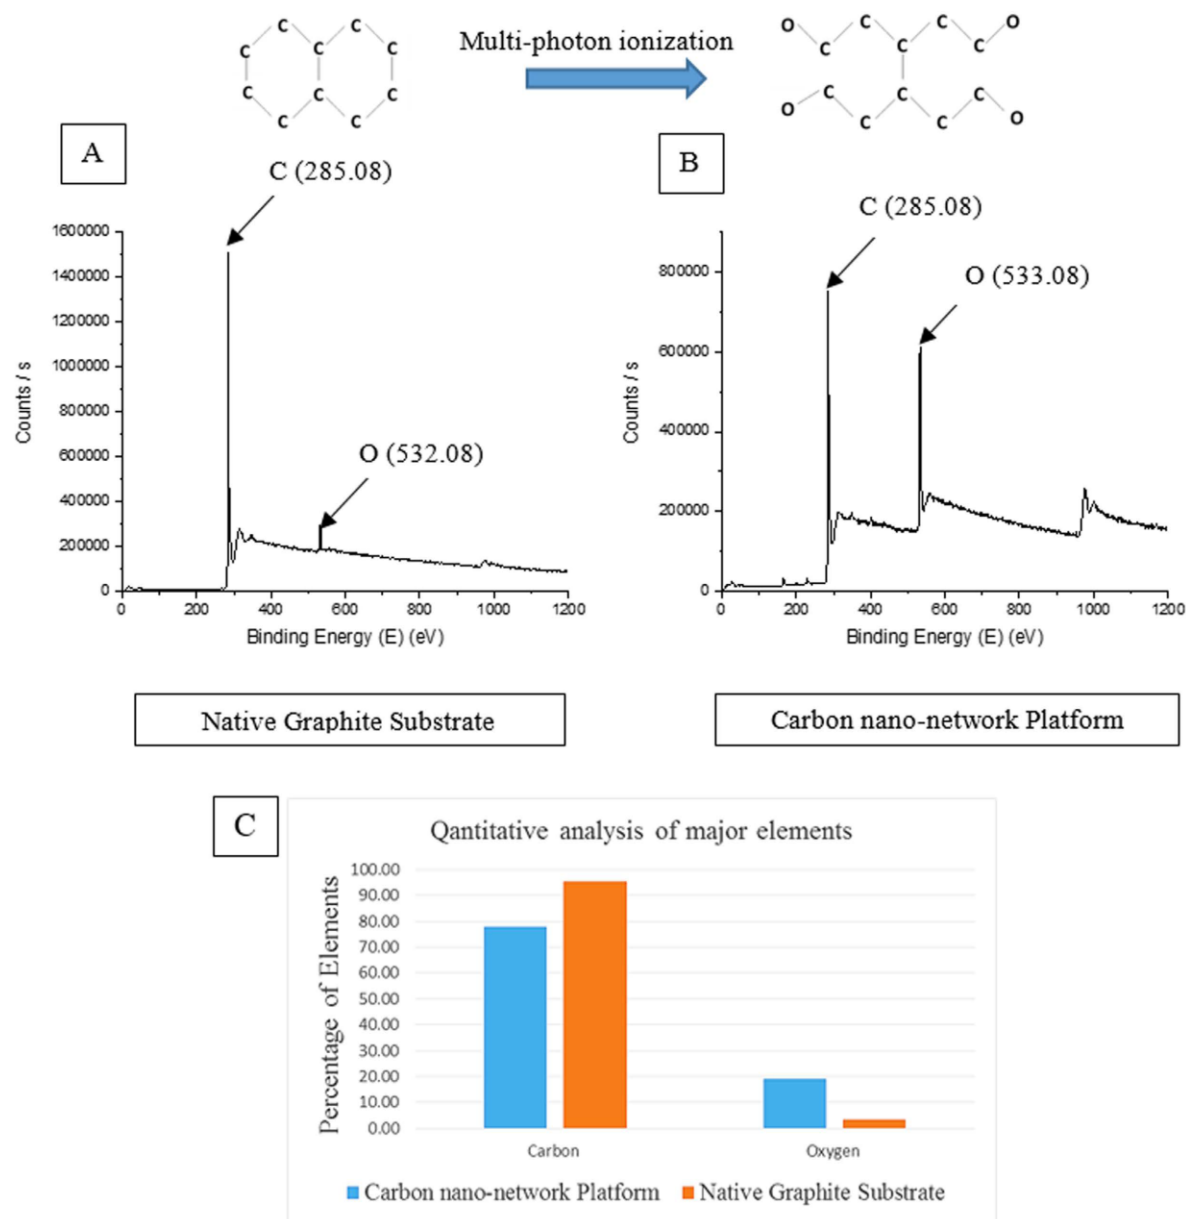 C C C C
C C
Multi-photon ionization
O C C C C C O
C C C C
C C
O C C C C C O
A
C (285.08)
B
C (285.08)
O (533.08)
1600000
1400000
1200000
1000000
800000
600000
400000
200000
0
Counts / s
O (532.08)
0 200 400 600 800 1000 1200
Binding Energy (E) (eV)
800000
600000
400000
200000
0
Counts / s
0 200 400 600 800 1000 1200
Binding Energy (E) (eV)
Native Graphite Substrate
Carbon nano-network Platform
C
Qantitative analysis of major elements
Percentage of Elements
100.00
90.00
80.00
70.00
60.00
50.00
40.00
30.00
20.00
10.00
0.00
Carbon
Oxygen
Carbon nano-network Platform
Native Graphite Substrate